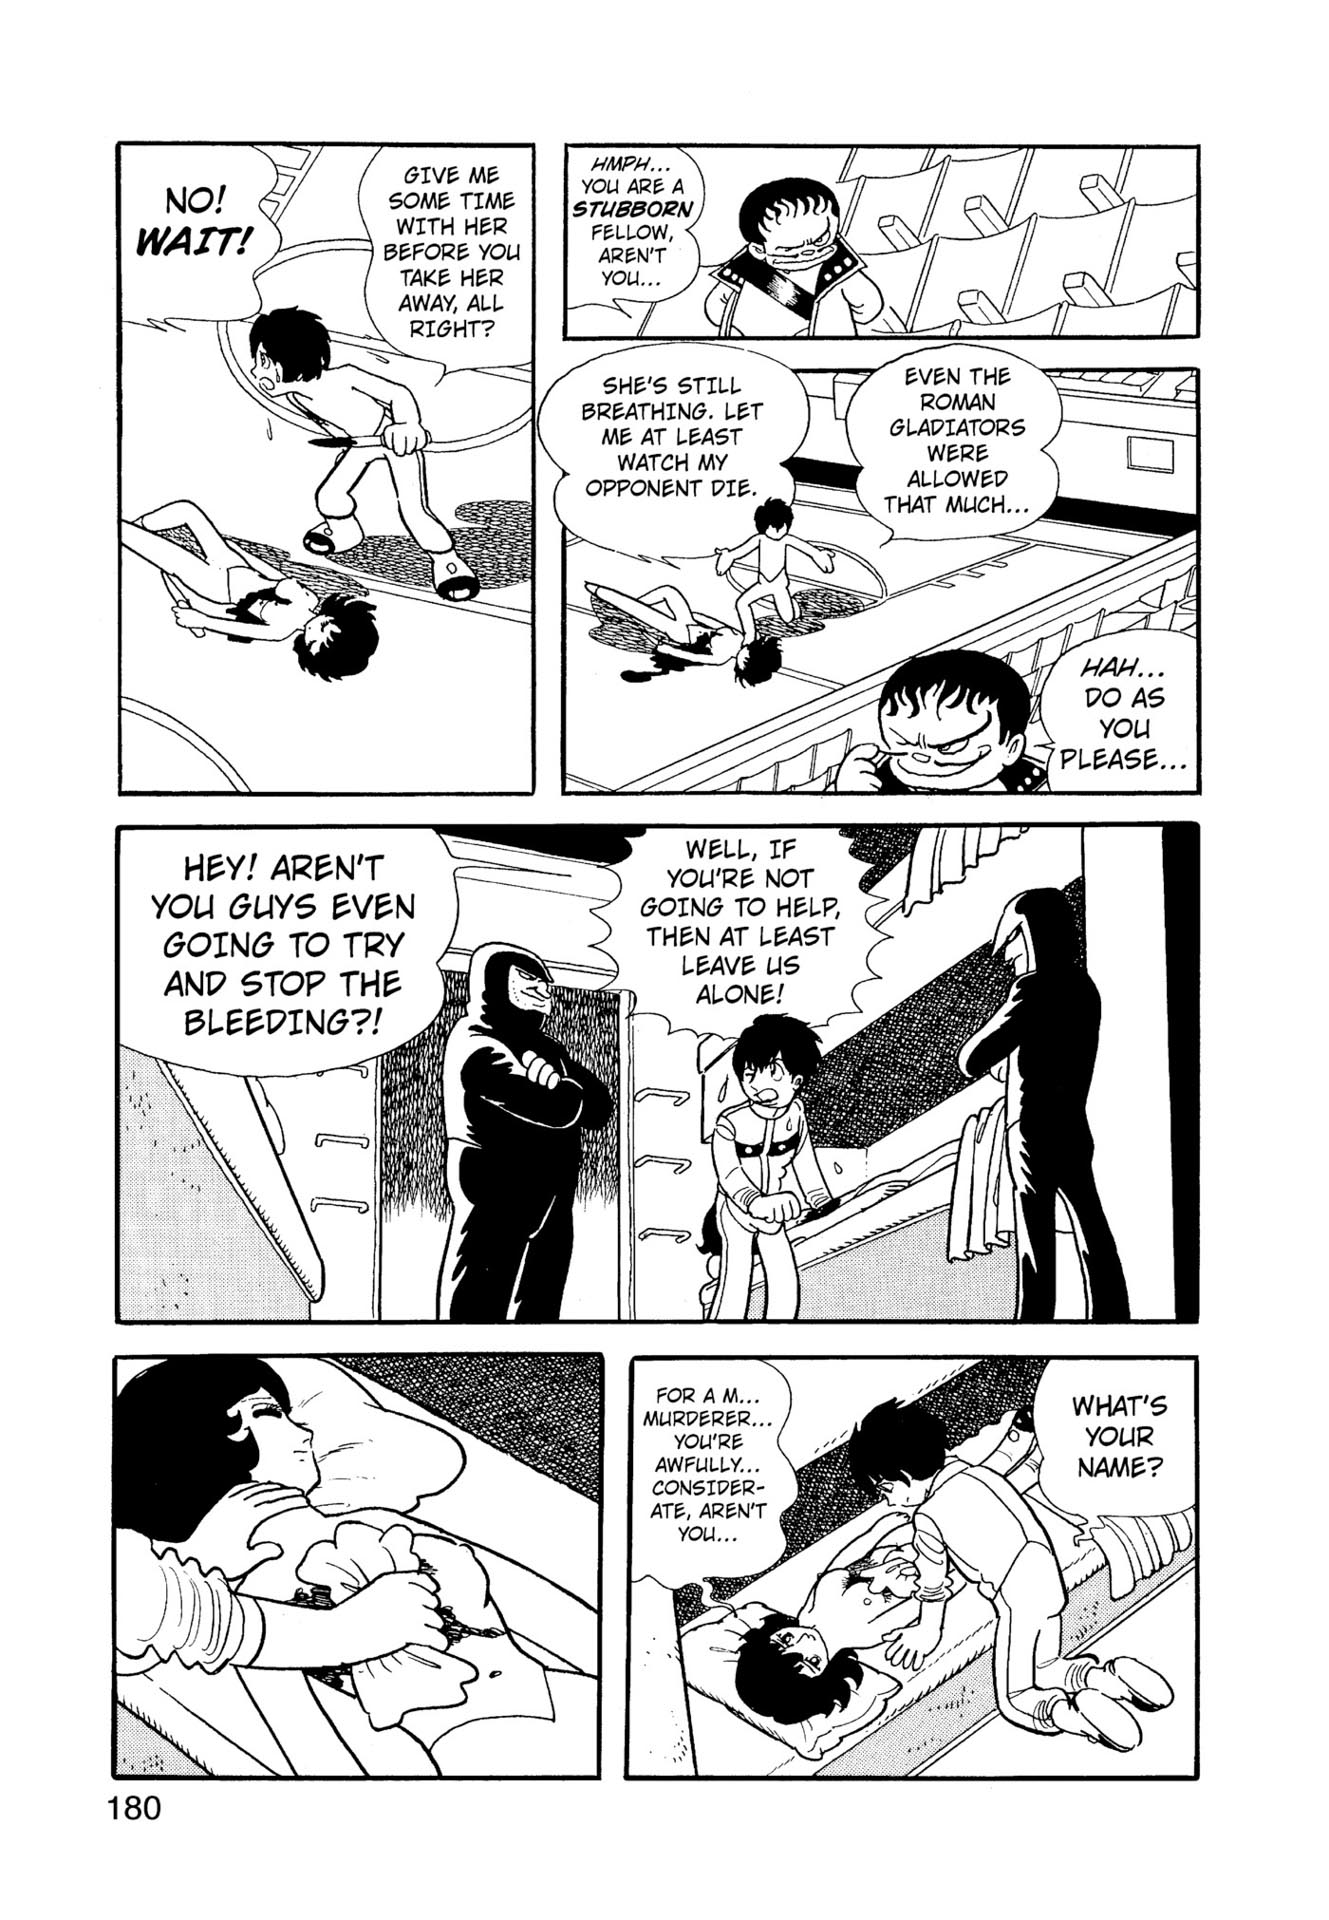 NO!
WAIT!
GIVE ME
SOME TIME
WITH HER
BEFORE YOU
TAKE HER
AWAY, ALL
RIGHT?
HMPH...
YOU ARE A
STUBBORN
FELLOW,
AREN'T
YOU...
SHE'S STILL
BREATHING. LET
ME AT LEAST
WATCH MY
OPPONENT DIE.
EVEN THE
ROMAN
GLADIATORS
WERE
ALLOWED
THAT MUCH...
HAH...
DO AS
YOU
PLEASE...
HEY! AREN'T
YOU GUYS EVEN
GOING TO TRY
AND STOP THE
BLEEDING?!
WELL, IF
YOU'RE NOT
GOING TO HELP,
THEN AT LEAST
LEAVE US
ALONE!
FOR A M...
MURDERER...
YOU'RE
AWFULLY...
CONSIDER-
ATE, AREN'T
YOU...
WHAT'S
YOUR
NAME?
180